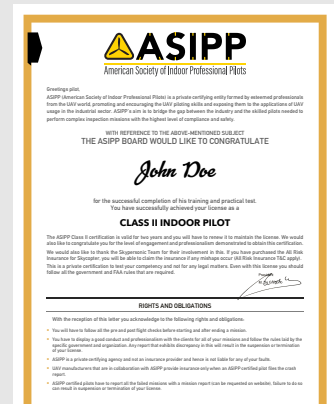 ASIPP
American Society of Indoor Professional Pilots
Greetings pilot.
ASIPP (American Society of Indoor Professional Pilots) is a private certifying entity formed by esteemed professionals
from the UAV world, promoting and encouraging the UAV piloting skills and exposing them to the applications of UAV
usage in the industrial sector. ASIPP's aim is to bridge the gap between the industry and the skilled pilots needed to
perform complex inspection missions with the highest level of compliance and safety.
WITH REFERENCE TO THE ABOVE-MENTIONED SUBJECT
THE ASIPP BOARD WOULD LIKE TO CONGRATULATE
John Doe
for the successful completion of his training and practical test.
You have successfully achieved your license as a
CLASS II INDOOR PILOT
The ASIPP Class II certification is valid for two years and you will have to renew it to maintain the license. We would
also like to congratulate you for the level of engagement and professionalism demonstrated to obtain this certification.
We would also like to thank the Skypersonic Team for their involvement in this. If you have purchased the All Risk
Insurance for Skycopter, you will be able to claim the insurance if any mishaps occur (All Risk Insurance T&C apply).
This is a private certification to test your competency and not for any legal matters. Even with this license you should
follow all the government and FAA rules that are required.
RIGHTS AND OBLIGATIONS
With the reception of this letter you acknowledge to the following rights and obligations:
• You will have to follow all the pre and post flight checks before starting and after ending a mission.
• You have to display a good conduct and professionalism with the clients for all of your missions and follow the rules laid by the
specific government and organization. Any report that exhibits discrepancy in this will result in the suspension or termination
of your license.
• ASIPP is a private certifying agency and not an insurance provider and hence is not liable for any of your faults.
• UAV manufacturers that are in collaboration with ASIPP provide insurance only when an ASIPP certified pilot flies the crash
report.
• ASIPP certified pilots have to report all the failed missions with a mission report (can be requested on website), failure to do so
can result in suspension or termination of your license.